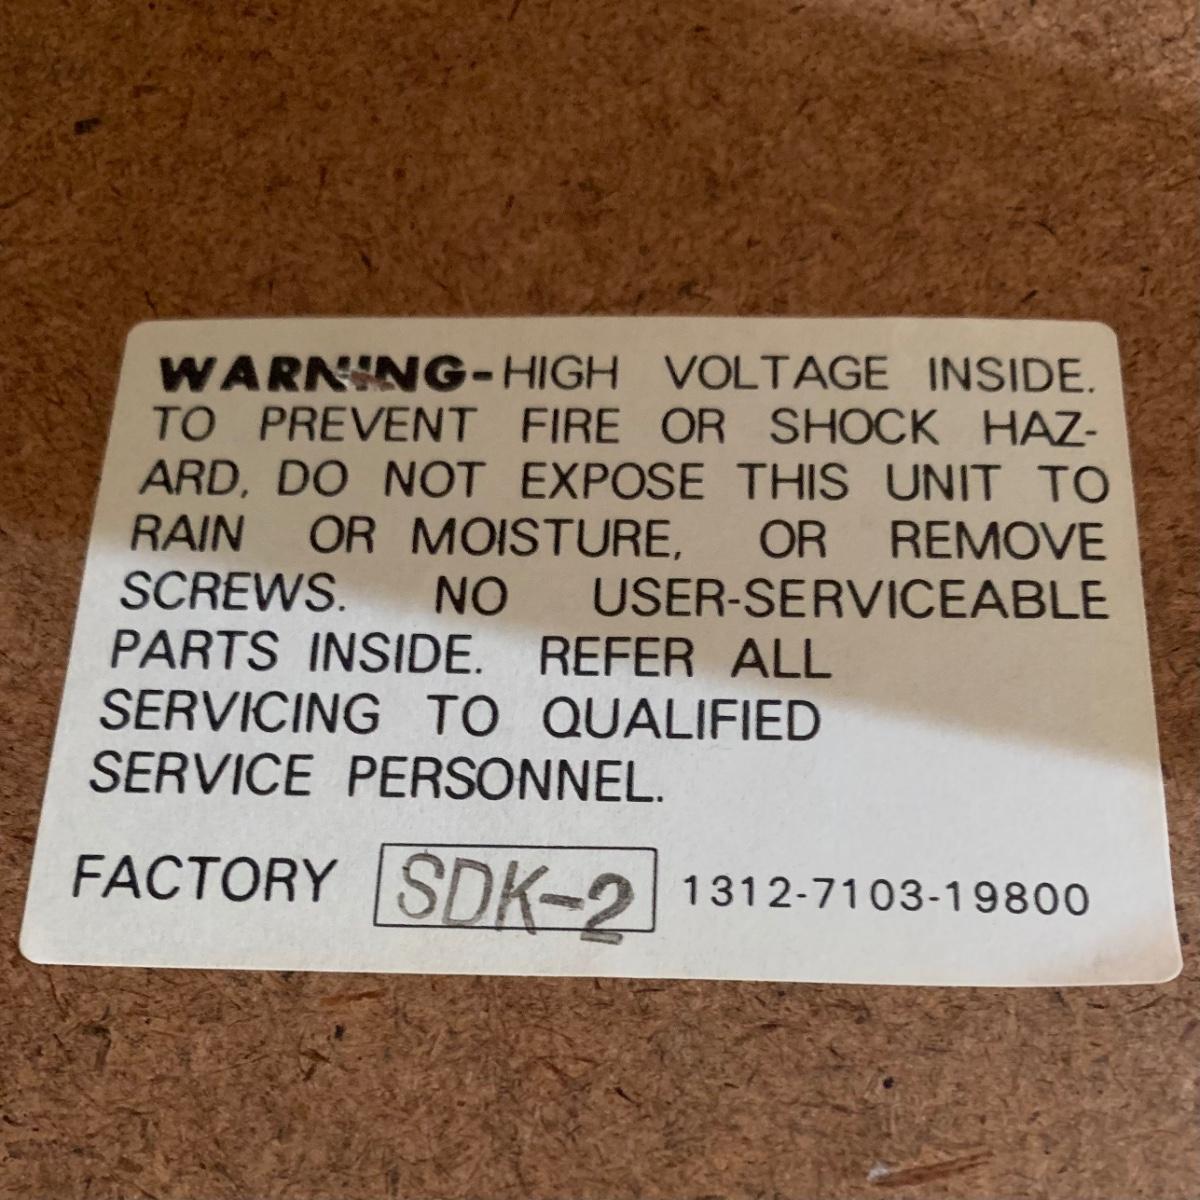 WARNING-HIGH VOLTAGE INSIDE.
TO PREVENT FIRE OR SHOCK HAZ-
ARD, DO NOT EXPOSE THIS UNIT TO
RAIN OR MOISTURE, OR REMOVE
SCREWS. NO USER-SERVICEABLE
PARTS INSIDE. REFER ALL
SERVICING TO QUALIFIED
SERVICE PERSONNEL.
FACTORY SDK-2 1312-7103-19800